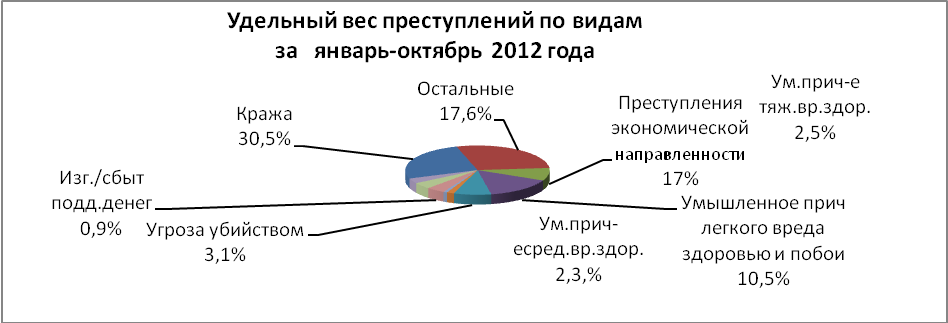 Удельный вес преступлений по видам
за январь-октябрь 2012 года
Остальные
17,6%
Ум.прич-е
тяж.вр.здор.
2,5%
Преступления
экономической
направленности
17%
Кража
30,5%
Изг./сбыт
подд.денег
0,9%
Угроза убийством
3,1%
Ум.прич-
есред.вр.здор.
2,3,%
Умышленное прич
легкого вреда
здоровью и побои
10,5%